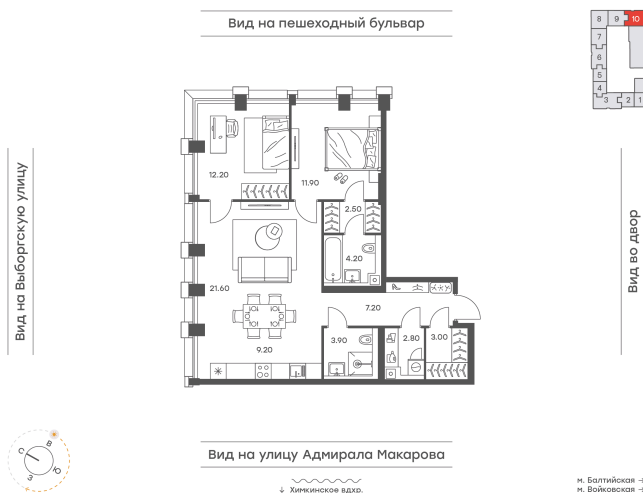 Вид на пешеходный бульвар
8 9 10
7
6
5
4
3 2 1
Вид на Выборгскую улицу
Вид во двор
12.20
11.90
2.50
4.20
21.60
7.20
9.20
3.90
2.80
3.00
Вид на улицу Адмирала Макарова
С В
З Ю
↓ Химкинское вдхр.
м. Балтийская →
м. Войковская →